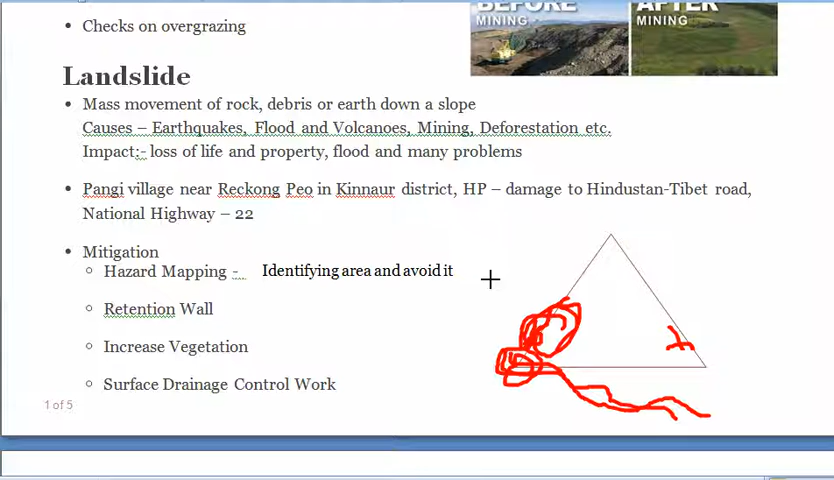 BEFORE
MINING
AFTER
MINING
• Checks on overgrazing
Landslide
• Mass movement of rock, debris or earth down a slope
Causes – Earthquakes, Flood and Volcanoes, Mining, Deforestation etc.
Impact:- loss of life and property, flood and many problems
• Pangi village near Reckong Peo in Kinnaur district, HP – damage to Hindustan-Tibet road,
National Highway – 22
• Mitigation
○ Hazard Mapping - Identifying area and avoid it
○ Retention Wall
○ Increase Vegetation
○ Surface Drainage Control Work
1 of 5